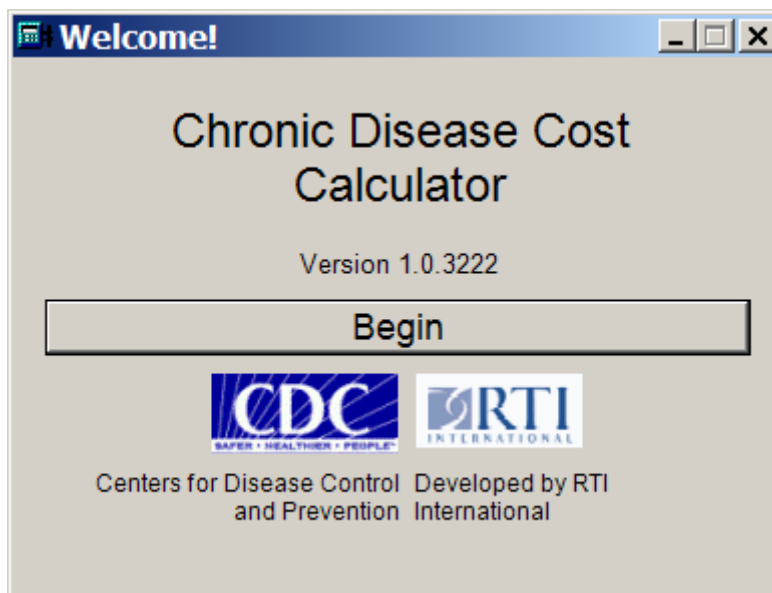 Welcome!
Chronic Disease Cost
Calculator
Version 1.0.3222
Begin
CDC
SAFER • HEALTHIER • PEOPLE™
RTI
INTERNATIONAL
Centers for Disease Control
and Prevention
Developed by RTI
International